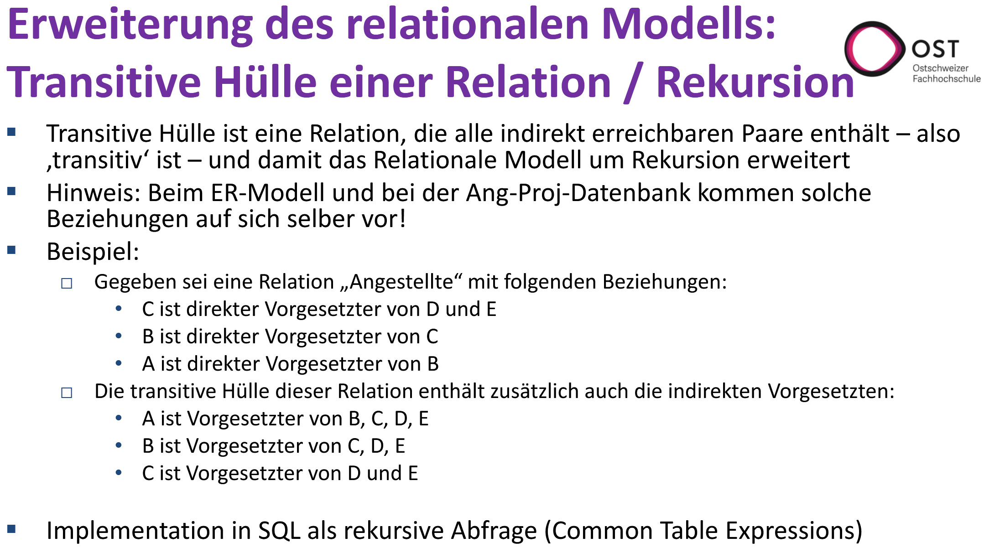 Erweiterung des relationalen Modells:
Transitive Hülle einer Relation / Rekursion
OST
Ostschweizer
Fachhochschule
▪ Transitive Hülle ist eine Relation, die alle indirekt erreichbaren Paare enthält – also
‚transitiv‘ ist – und damit das Relationale Modell um Rekursion erweitert
▪ Hinweis: Beim ER-Modell und bei der Ang-Proj-Datenbank kommen solche
Beziehungen auf sich selber vor!
▪ Beispiel:
□ Gegeben sei eine Relation „Angestellte“ mit folgenden Beziehungen:
• C ist direkter Vorgesetzter von D und E
• B ist direkter Vorgesetzter von C
• A ist direkter Vorgesetzter von B
□ Die transitive Hülle dieser Relation enthält zusätzlich auch die indirekten Vorgesetzten:
• A ist Vorgesetzter von B, C, D, E
• B ist Vorgesetzter von C, D, E
• C ist Vorgesetzter von D und E
▪ Implementation in SQL als rekursive Abfrage (Common Table Expressions)